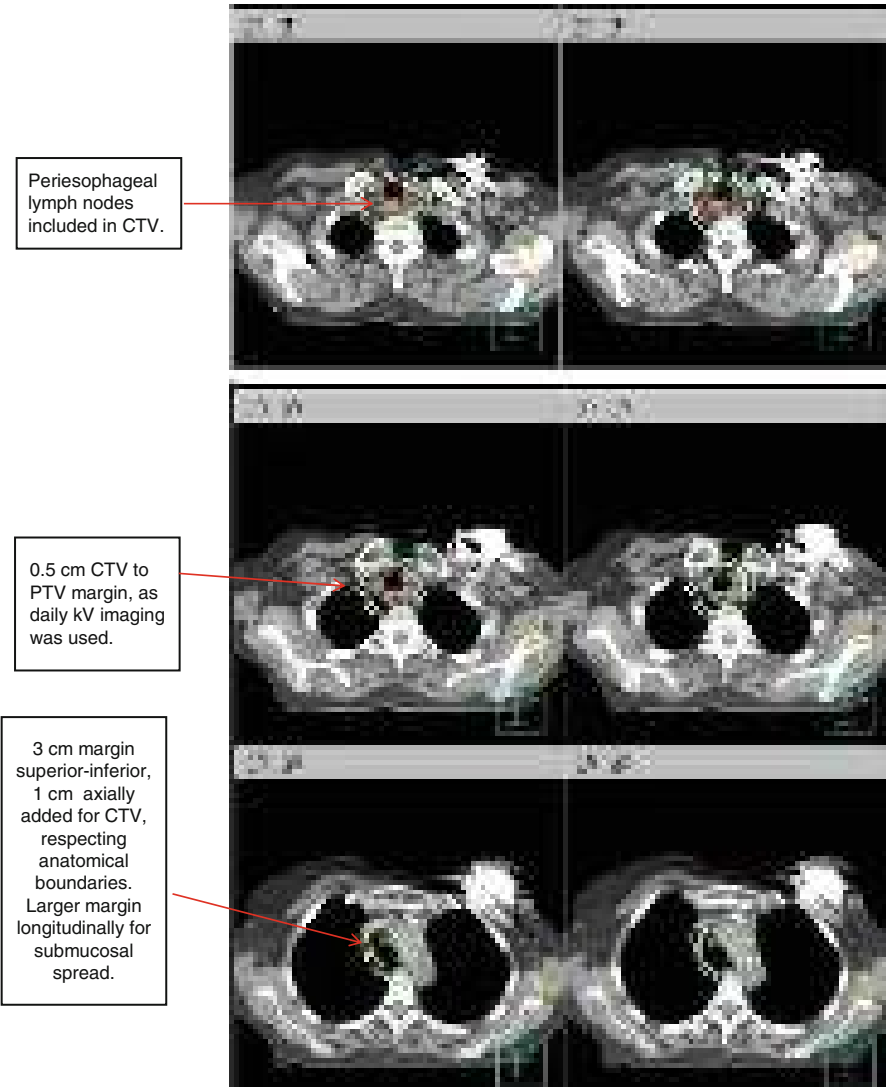 Periesophageal
lymph nodes
included in CTV.
0.5 cm CTV to
PTV margin, as
daily kV imaging
was used.
3 cm margin
superior-inferior,
1 cm axially
added for CTV,
respecting
anatomical
boundaries.
Larger margin
longitudinally for
submucosal
spread.